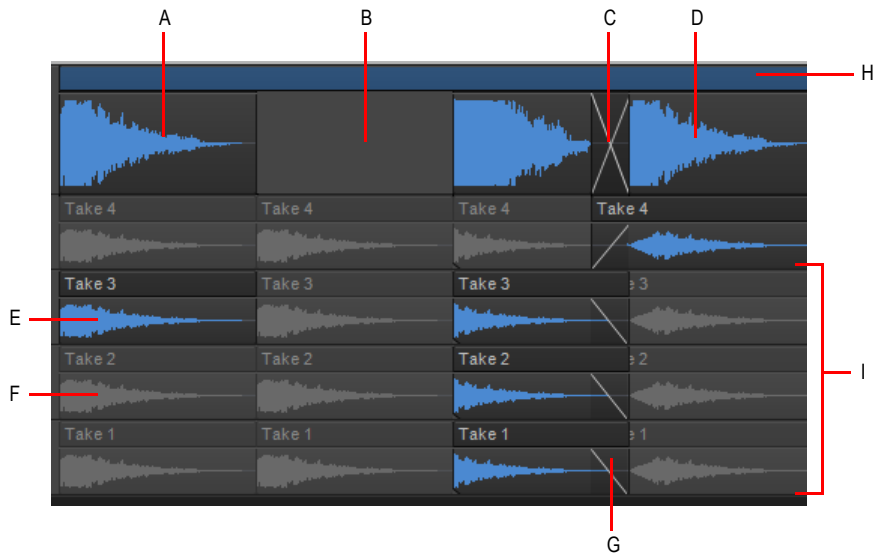 A B C D
H
Take 4 Take 4 Take 4 Take 4
Take 3 Take 3 Take 3 e 3
E
Take 2 Take 2 Take 2 e 2
I
F
Take 1 Take 1 Take 1 e 1
G